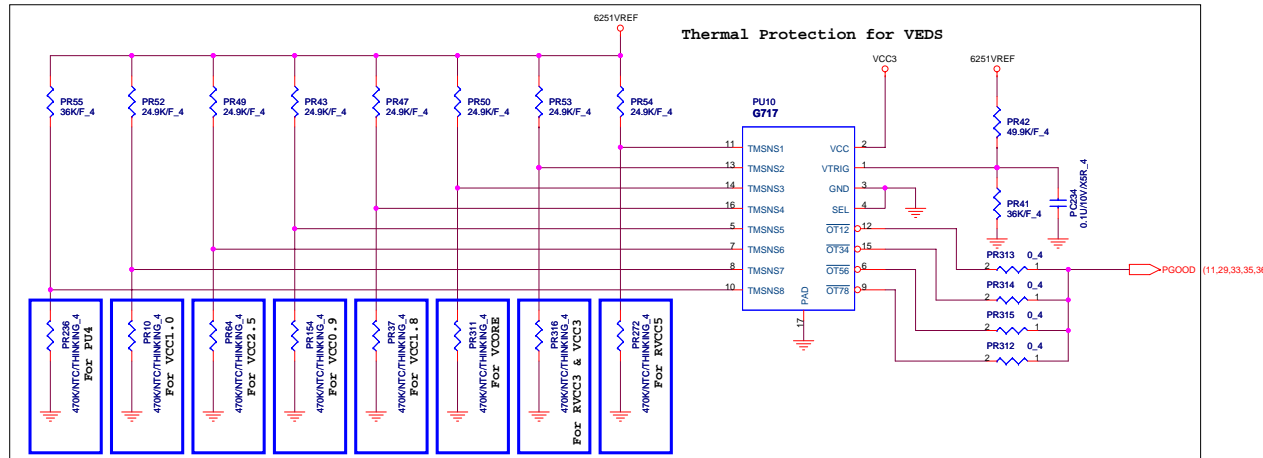 6251VREF
Thermal Protection for VEDS
VCC3
6251VREF
PR55
36K/F_4
PR52
24.9K/F_4
PR49
24.9K/F_4
PR43
24.9K/F_4
PR47
24.9K/F_4
PR50
24.9K/F_4
PR53
24.9K/F_4
PR54
24.9K/F_4
PU10
G717
PR42
49.9K/F_4
11 TMSNS1 VCC 2
13 TMSNS2 VTRIG 1
14 TMSNS3 GND 3
16 TMSNS4 SEL 4
5 TMSNS5 OT12 12
7 TMSNS6 OT34 15
8 TMSNS7 OT56 6
10 TMSNS8 OT78 9
PAD
17
PR41
36K/F_4
PC234
0.1U/10V/X5R_4
PR313 0_4
2 1
PR314 0_4
2 1
PR315 0_4
2 1
PR312 0_4
2 1
PGOOD (11,29,33,35,36
PR236
470K/NTC/THINKING_4
For PU4
PR10
470K/NTC/THINKING_4
For VCC1.0
PR64
470K/NTC/THINKING_4
For VCC2.5
PR154
470K/NTC/THINKING_4
For VCC0.9
PR37
470K/NTC/THINKING_4
For VCC1.8
PR311
470K/NTC/THINKING_4
For VCORE
PR316
470K/NTC/THINKING_4
For RVCC3 & VCC3
PR272
470K/NTC/THINKING_4
For RVCC5